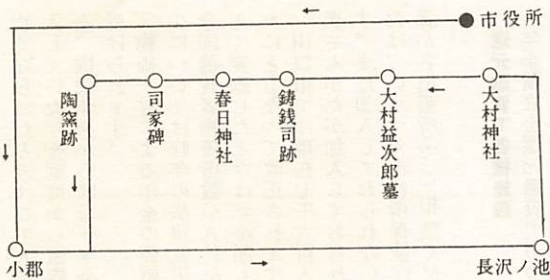 市役所
大村神社
大村益次郎墓
鋳銭司跡
春日神社
司家碑
陶窯跡
小郡
長沢ノ池